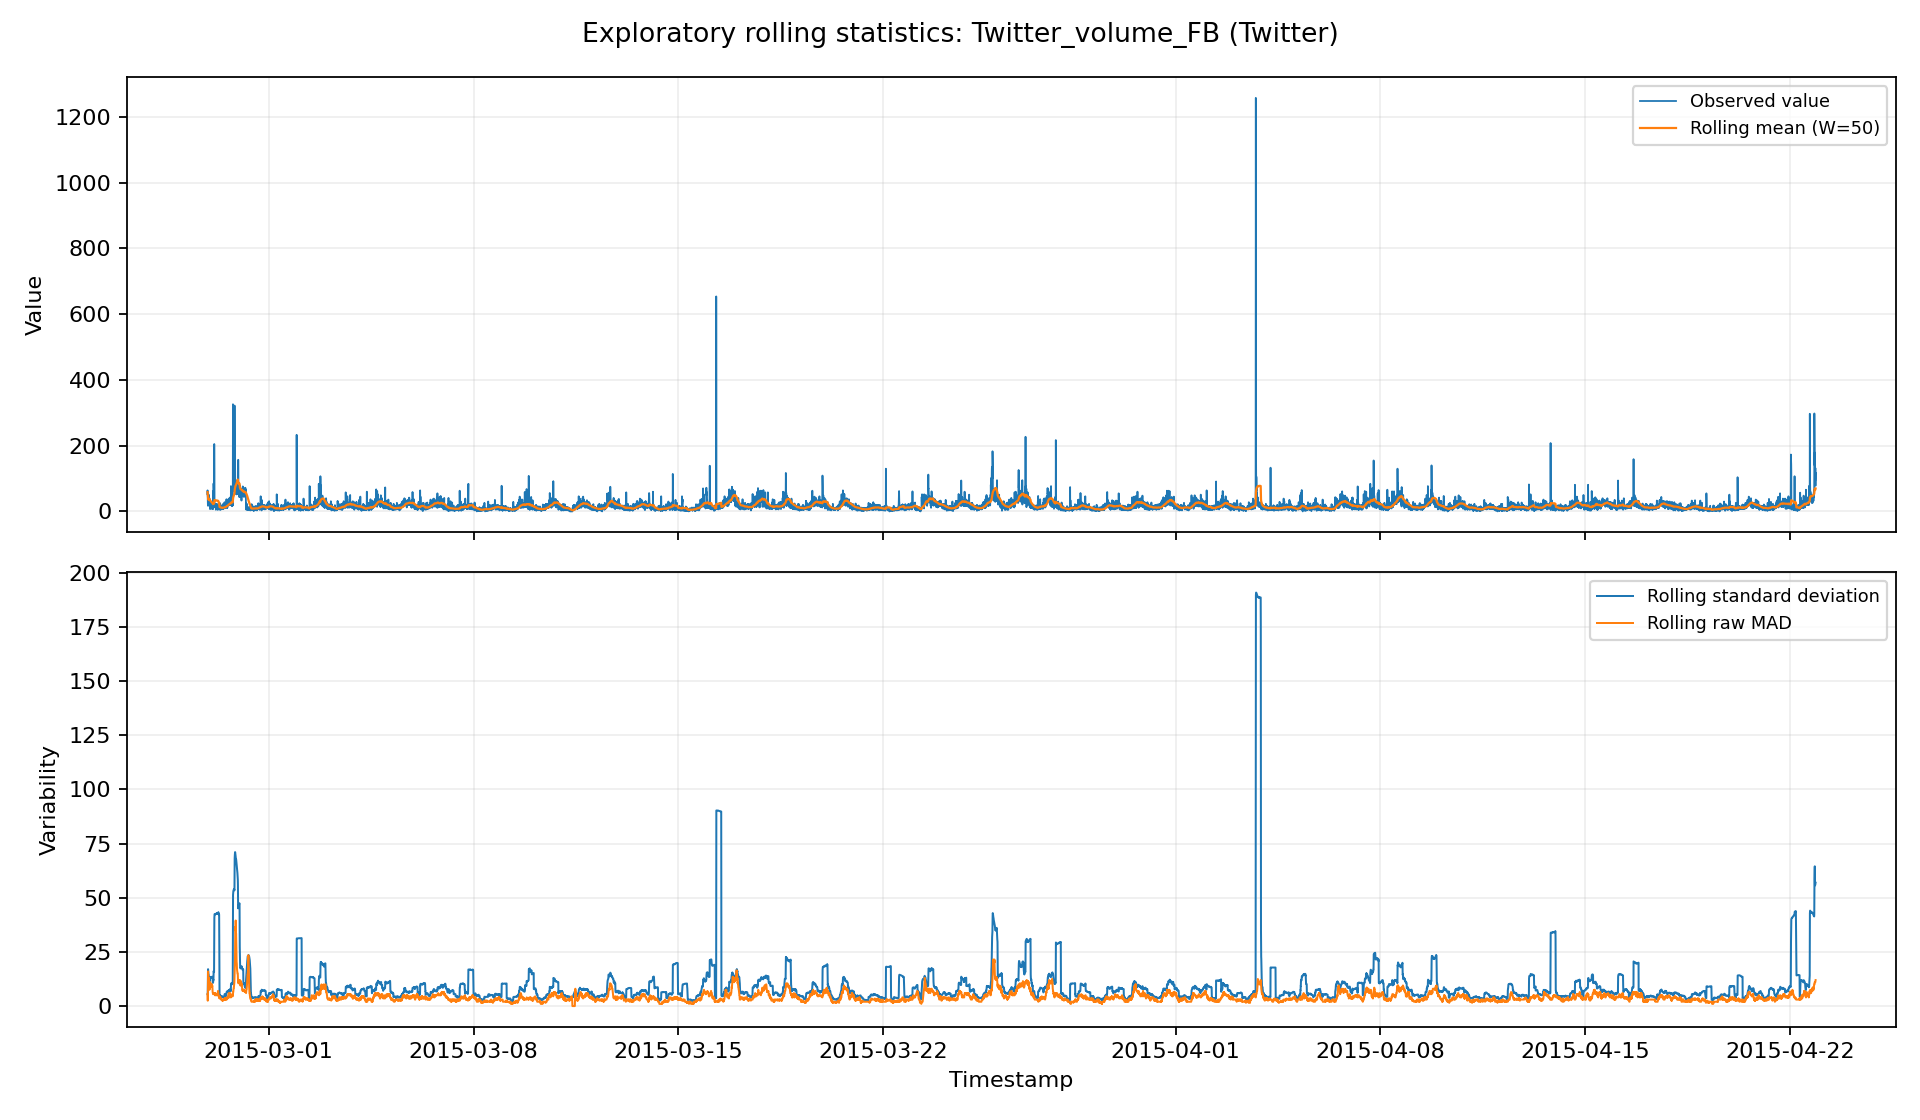 Exploratory rolling statistics: Twitter_volume_FB (Twitter)
Observed value
Rolling mean (W=50)
1200
1000
800
600
400
200
0
Value
Rolling standard deviation
Rolling raw MAD
200
175
150
125
100
75
50
25
0
Variability
2015-03-01 2015-03-08 2015-03-15 2015-03-22 2015-04-01 2015-04-08 2015-04-15 2015-04-22
Timestamp